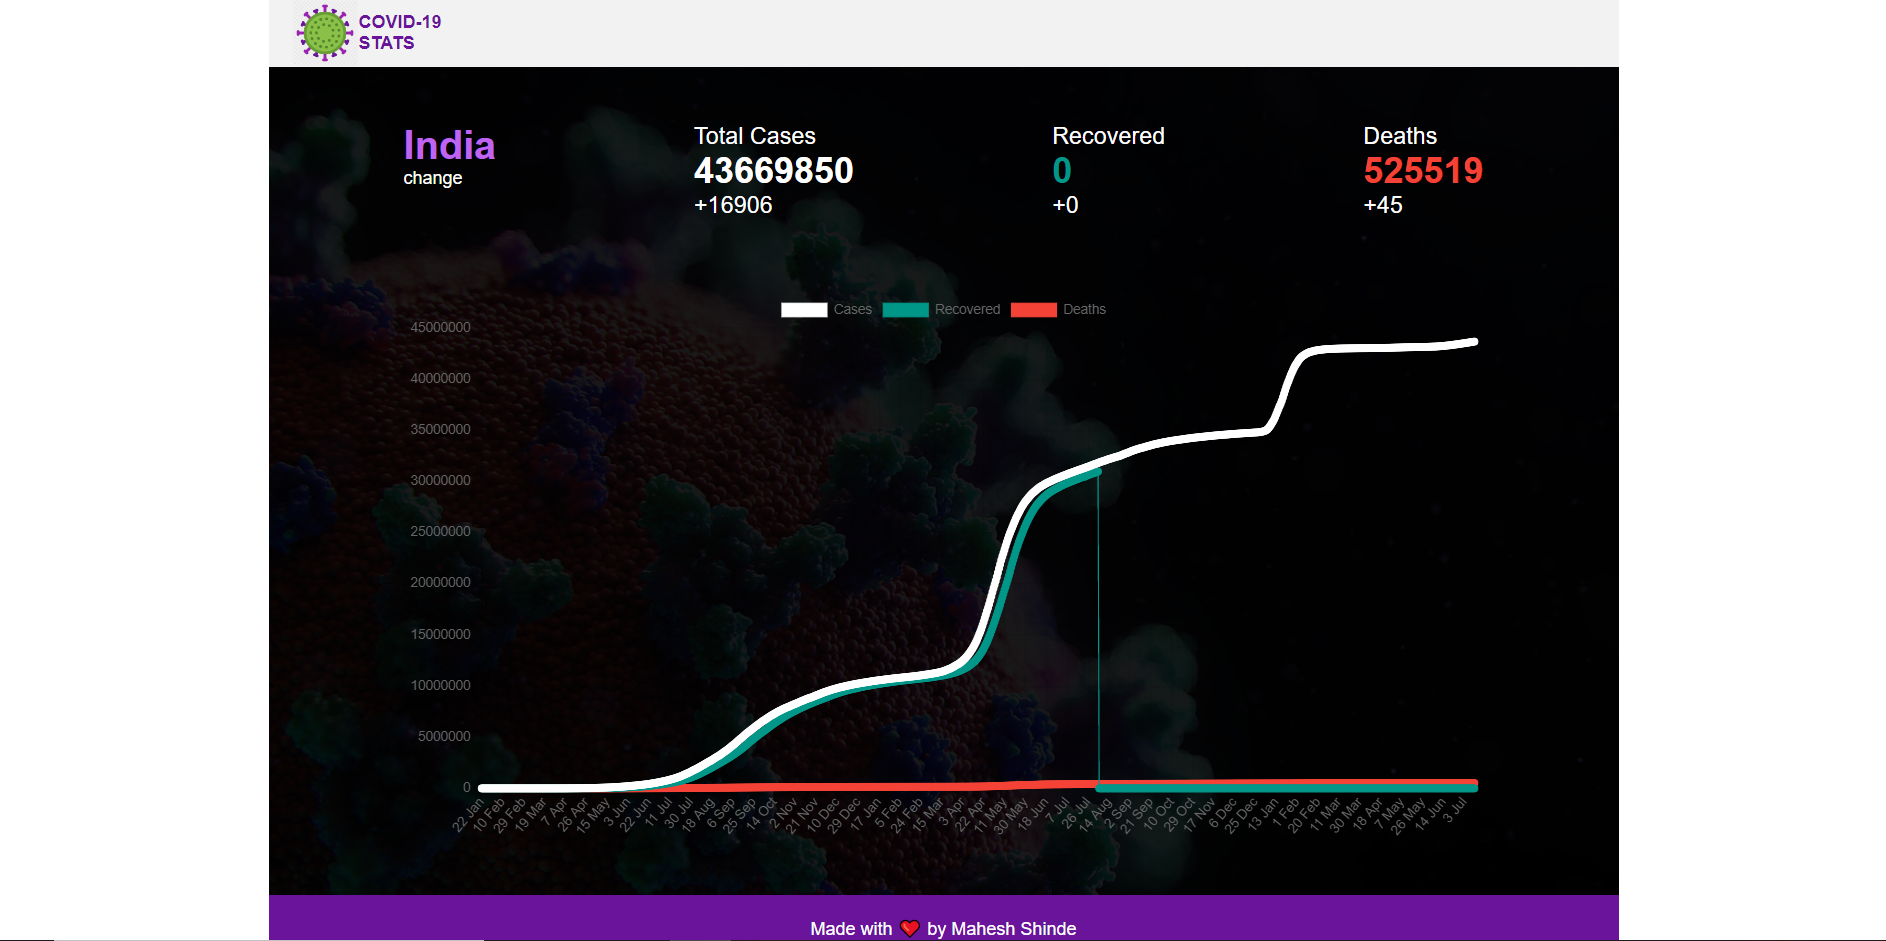 COVID-19
STATS
India
change
Total Cases
43669850
+16906
Recovered
0
+0
Deaths
525519
+45
Cases
Recovered
Deaths
45000000
40000000
35000000
30000000
25000000
20000000
15000000
10000000
5000000
0
22 Jan
10 Feb
29 Feb
19 Mar
7 Apr
26 Apr
15 May
3 Jun
22 Jun
11 Jul
30 Jul
18 Aug
6 Sep
25 Sep
14 Oct
2 Nov
21 Nov
10 Dec
29 Dec
17 Jan
5 Feb
24 Feb
15 Mar
3 Apr
22 Apr
11 May
30 May
18 Jun
7 Jul
26 Jul
14 Aug
2 Sep
21 Sep
10 Oct
29 Oct
17 Nov
6 Dec
25 Dec
13 Jan
1 Feb
20 Feb
11 Mar
30 Mar
18 Apr
7 May
26 May
14 Jun
3 Jul
Made with ❤️ by Mahesh Shinde